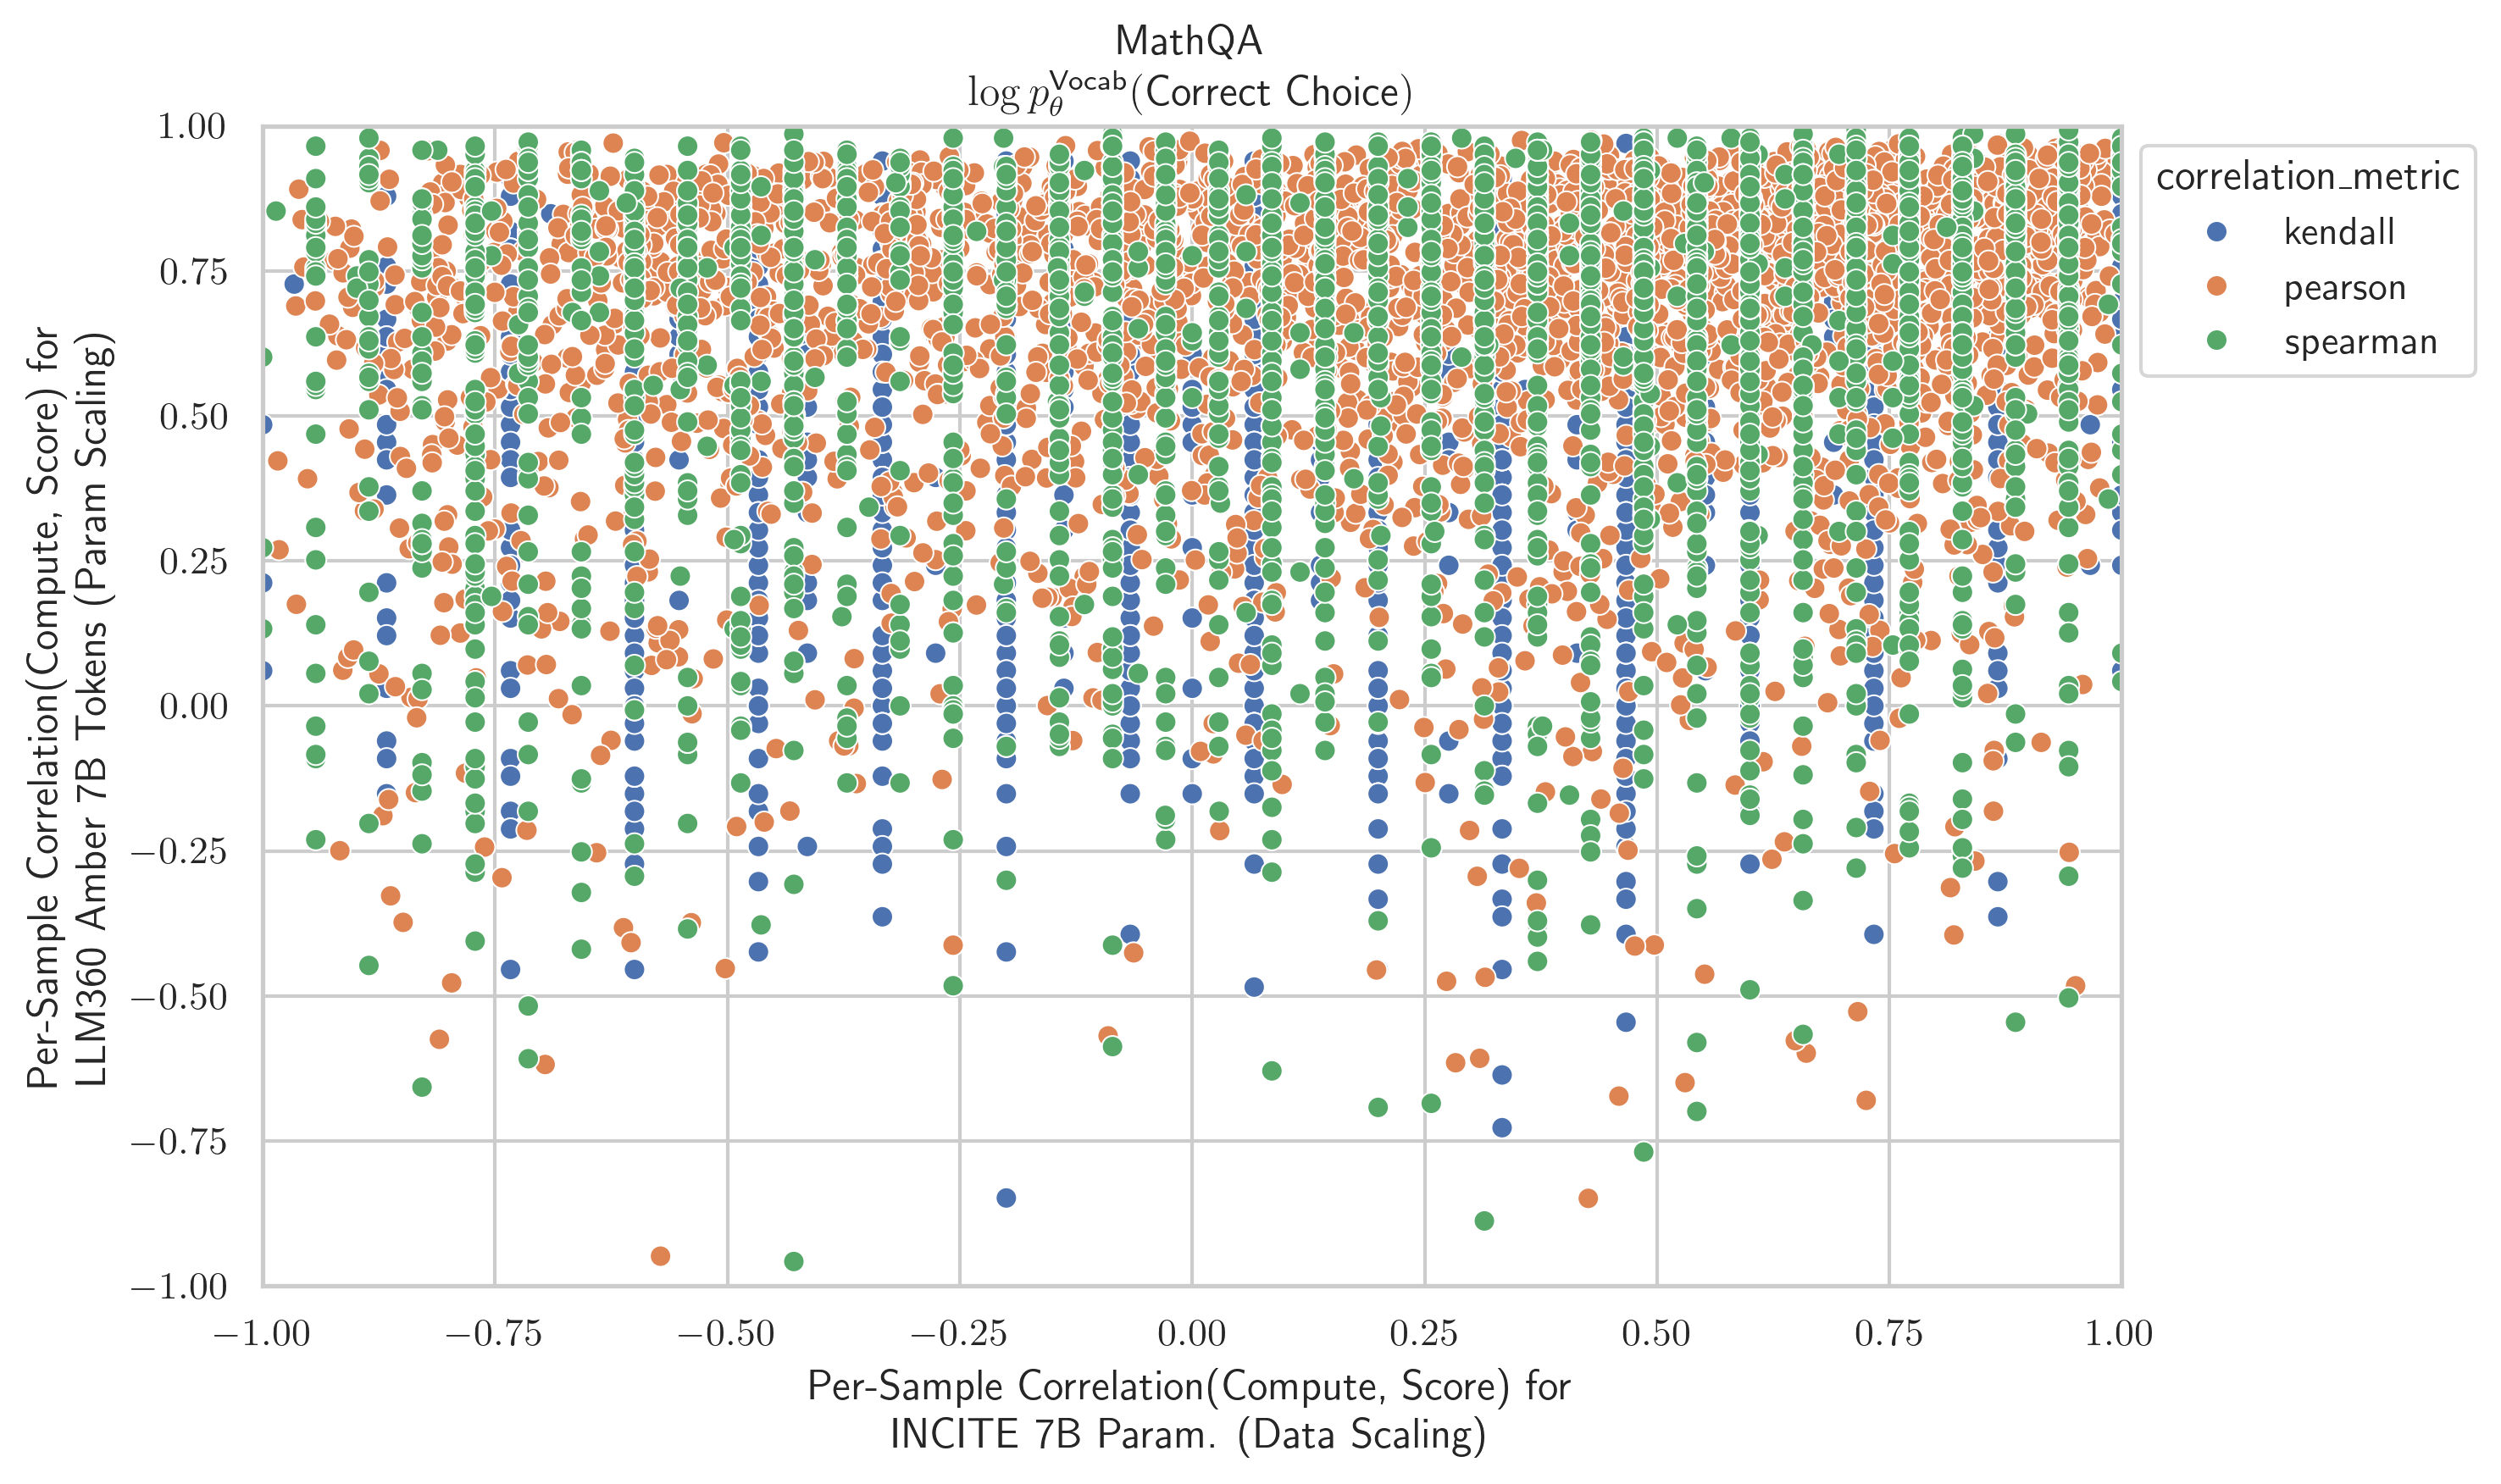 MathQA
log p_θ^Vocab(Correct Choice)
Per-Sample Correlation(Compute, Score) for
LLM360 Amber 7B Tokens (Param Scaling)
1.00
0.75
0.50
0.25
0.00
−0.25
−0.50
−0.75
−1.00
−1.00 −0.75 −0.50 −0.25 0.00 0.25 0.50 0.75 1.00
Per-Sample Correlation(Compute, Score) for
INCITE 7B Param. (Data Scaling)
correlation_metric
kendall
pearson
spearman